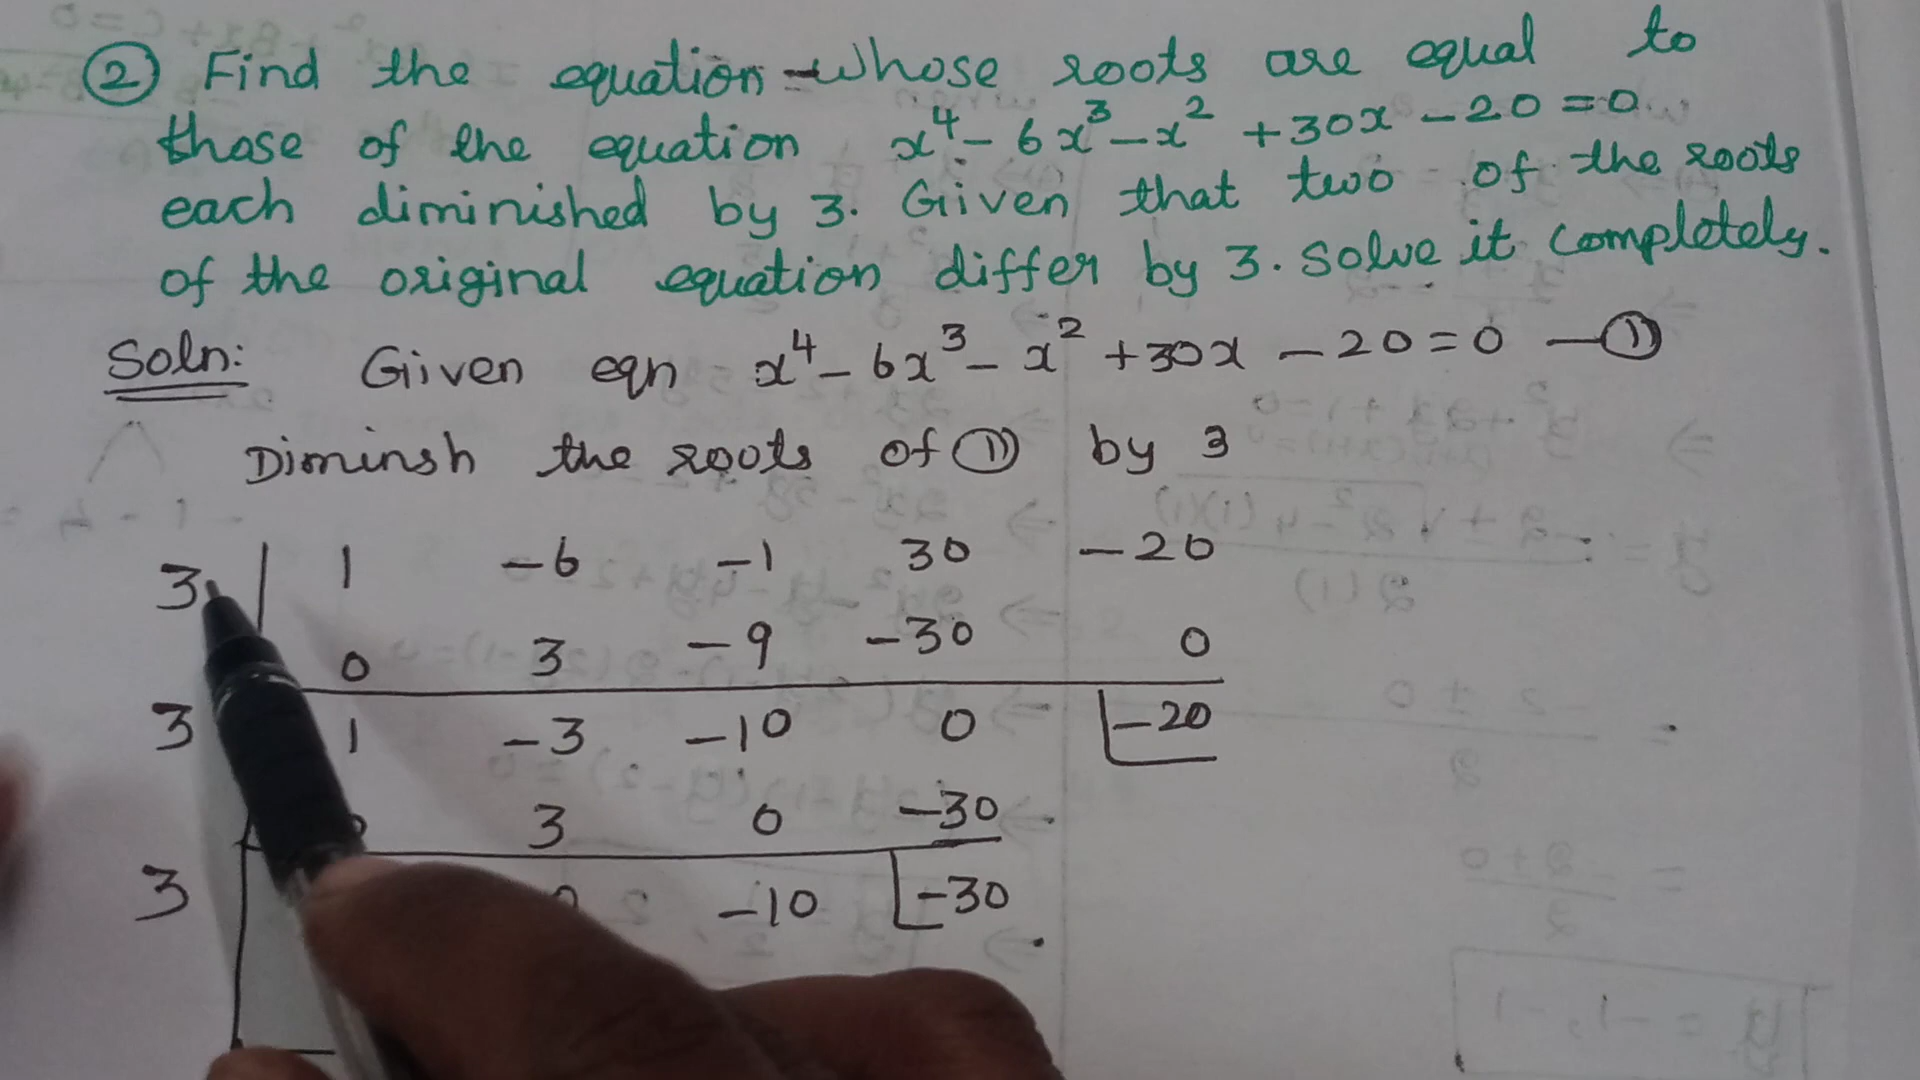 ② Find the equation whose roots are equal to
those of the equation x⁴ - 6x³ - x² + 30x - 20 = 0
each diminished by 3. Given that two of the roots
of the original equation differ by 3. Solve it completely.
Soln: Given eqn x⁴ - 6x³ - x² + 30x - 20 = 0 — ①
Diminsh the roots of ① by 3
3 | 1 -6 -1 30 -20
0 3 -9 -30 0
3 1 -3 -10 0 -20
3 0 -30
3 -10 -30